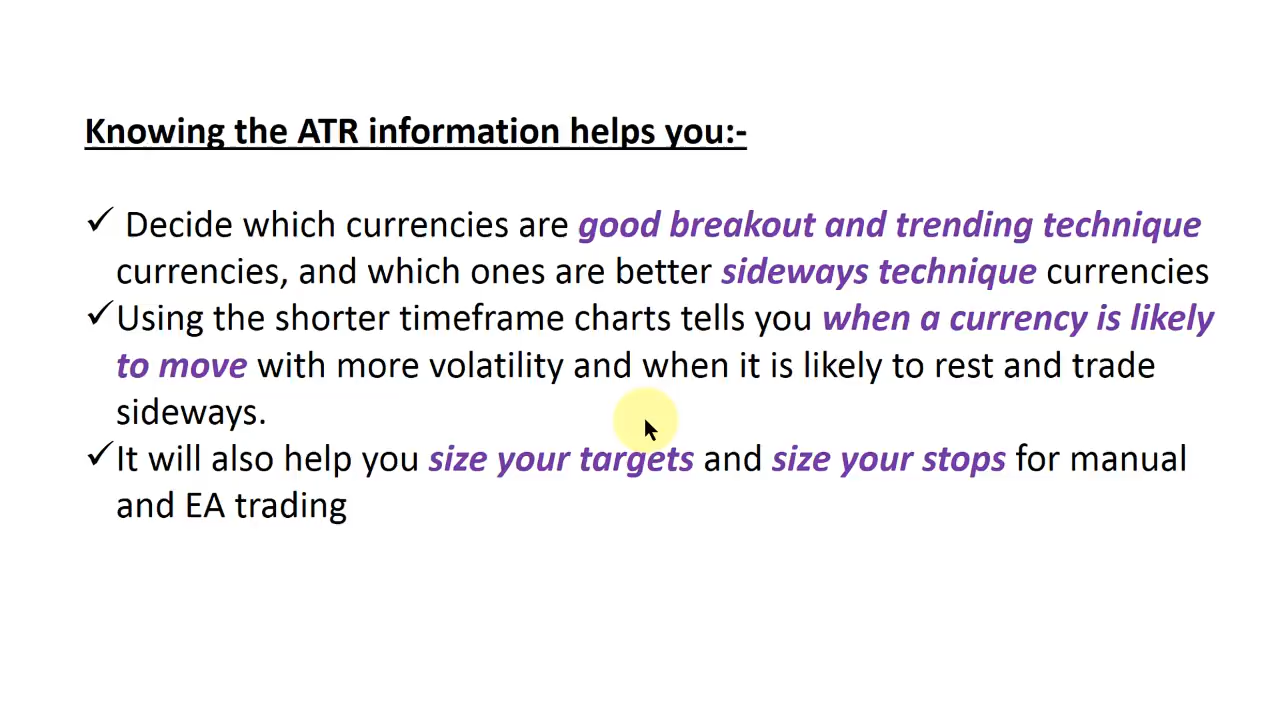 Knowing the ATR information helps you:-
✓ Decide which currencies are good breakout and trending technique
currencies, and which ones are better sideways technique currencies
✓Using the shorter timeframe charts tells you when a currency is likely
to move with more volatility and when it is likely to rest and trade
sideways.
✓It will also help you size your targets and size your stops for manual
and EA trading